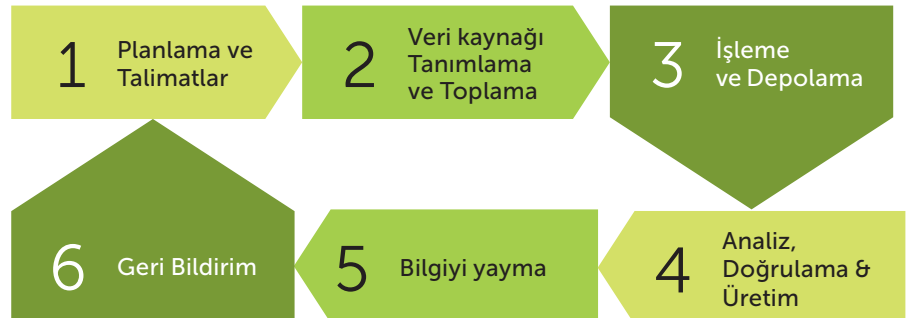 1
Planlama ve
Talimatlar
2
Veri kaynağı
Tanımlama
ve Toplama
3
İşleme
ve Depolama
4
Analiz,
Doğrulama &
Üretim
5
Bilgiyi yayma
6
Geri Bildirim